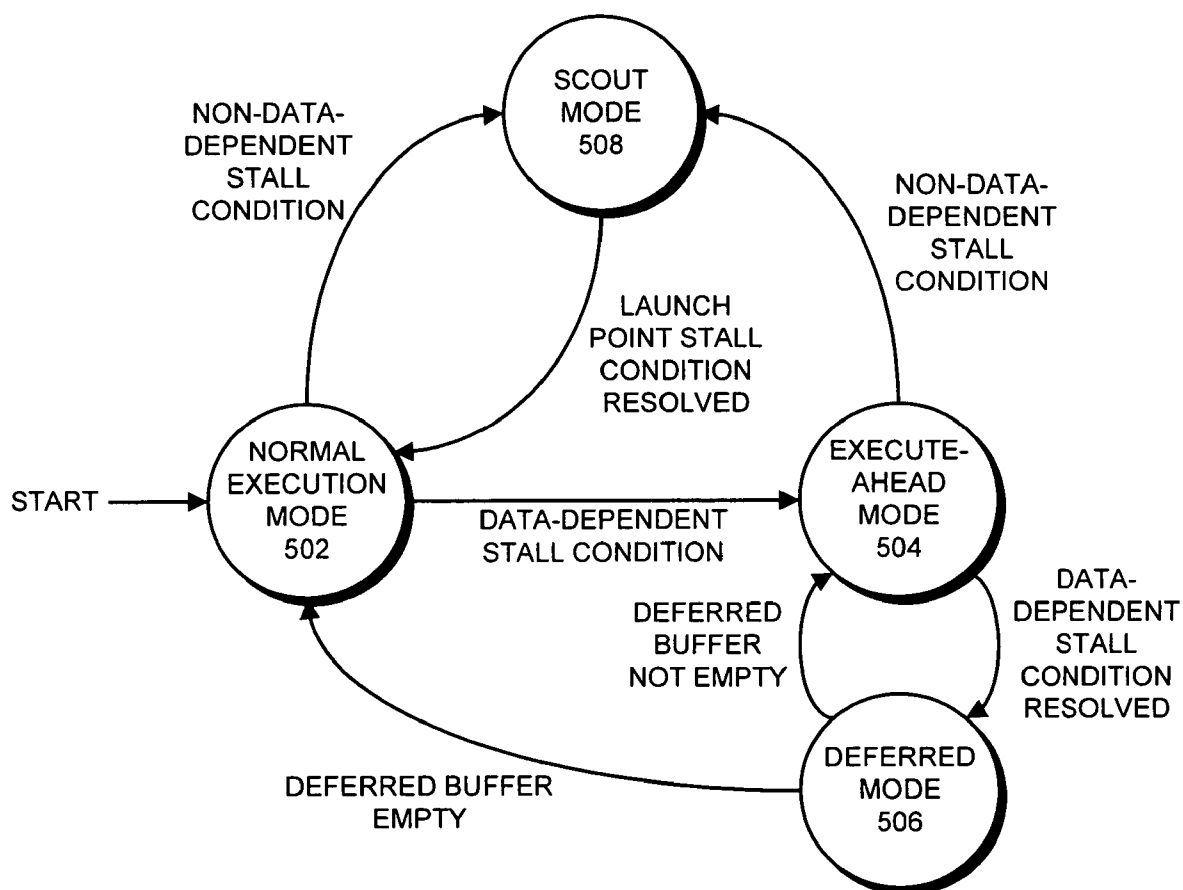 SCOUT
MODE
508
NON-DATA-
DEPENDENT
STALL
CONDITION
NON-DATA-
DEPENDENT
STALL
CONDITION
LAUNCH
POINT STALL
CONDITION
RESOLVED
START
NORMAL
EXECUTION
MODE
502
DATA-DEPENDENT
STALL CONDITION
EXECUTE-
AHEAD
MODE
504
DEFERRED
BUFFER
NOT EMPTY
DATA-
DEPENDENT
STALL
CONDITION
RESOLVED
DEFERRED BUFFER
EMPTY
DEFERRED
MODE
506